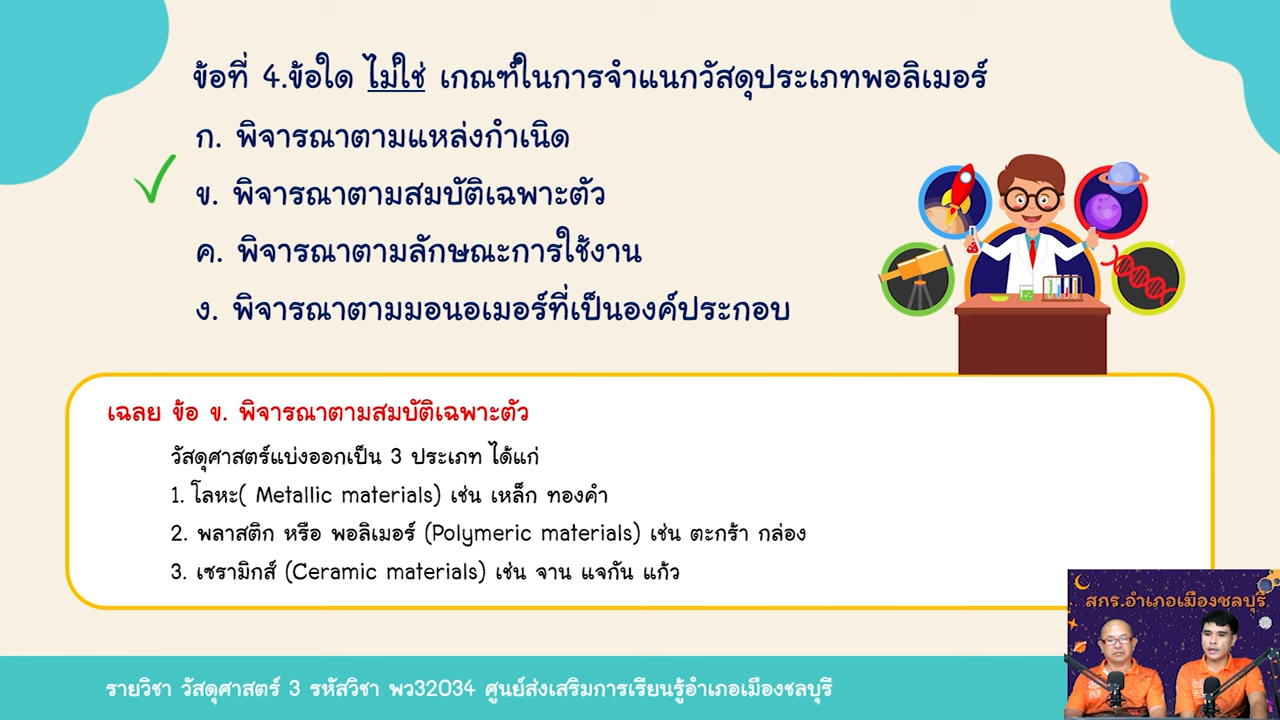 ข้อที่ 4.ข้อใด ไม่ใช่ เกณฑ์ในการจำแนกวัสดุประเภทพอลิเมอร์
ก. พิจารณาตามแหล่งกำเนิด
ข. พิจารณาตามสมบัติเฉพาะตัว
ค. พิจารณาตามลักษณะการใช้งาน
ง. พิจารณาตามมอนอเมอร์ที่เป็นองค์ประกอบ
เฉลย ข้อ ข. พิจารณาตามสมบัติเฉพาะตัว
วัสดุศาสตร์แบ่งออกเป็น 3 ประเภท ได้แก่
1. โลหะ( Metallic materials) เช่น เหล็ก ทองคำ
2. พลาสติก หรือ พอลิเมอร์ (Polymeric materials) เช่น ตะกร้า กล่อง
3. เซรามิกส์ (Ceramic materials) เช่น จาน แจกัน แก้ว
สกร.อำเภอเมืองชลบุรี
รายวิชา วัสดุศาสตร์ 3 รหัสวิชา พว32034 ศูนย์ส่งเสริมการเรียนรู้อำเภอเมืองชลบุรี